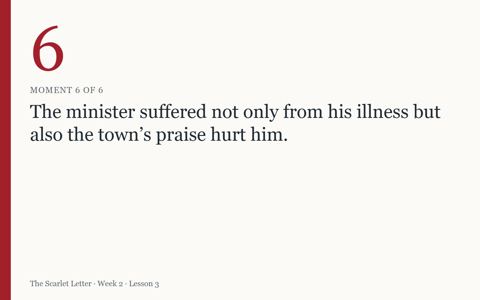 6
MOMENT 6 OF 6
The minister suffered not only from his illness but
also the town’s praise hurt him.
The Scarlet Letter · Week 2 · Lesson 3